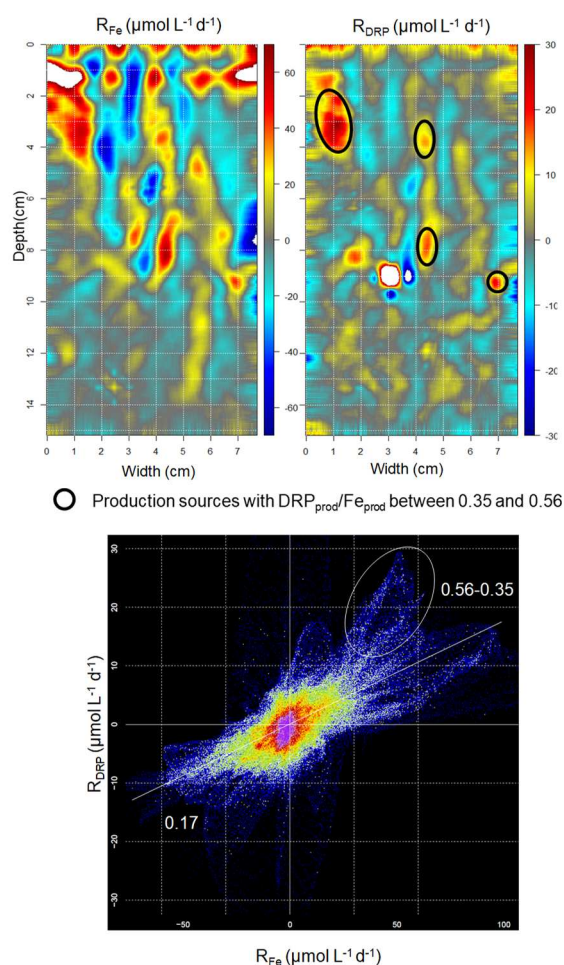 R_Fe (µmol L⁻¹ d⁻¹)
R_DRP (µmol L⁻¹ d⁻¹)
0
2
4
6
8
10
12
14
Depth(cm)
60
40
20
0
-20
-40
-60
30
20
10
0
-10
-20
-30
0 1 2 3 4 5 6 7
Width (cm)
0 1 2 3 4 5 6 7
Width (cm)
Production sources with DRP_prod/Fe_prod between 0.35 and 0.56
30
20
10
0
−10
−20
−30
R_DRP (µmol L⁻¹ d⁻¹)
0.56-0.35
0.17
−50 0 50 100
R_Fe (µmol L⁻¹ d⁻¹)